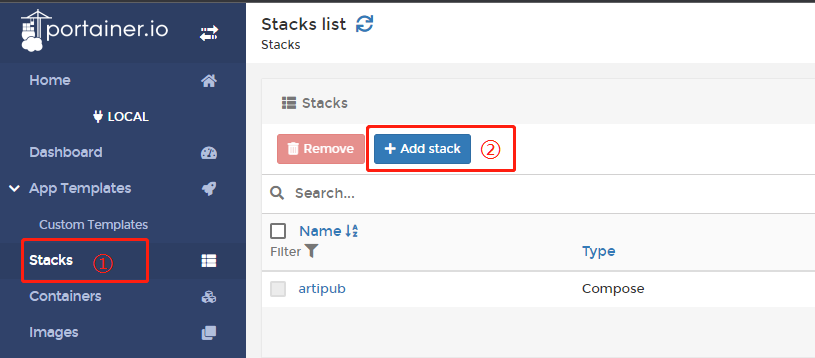 portainer.io
Home
LOCAL
Dashboard
App Templates
Custom Templates
Stacks ①
Containers
Images
Stacks list
Stacks
Stacks
Remove
Add stack ②
Search...
Name
Filter
Type
artipub
Compose